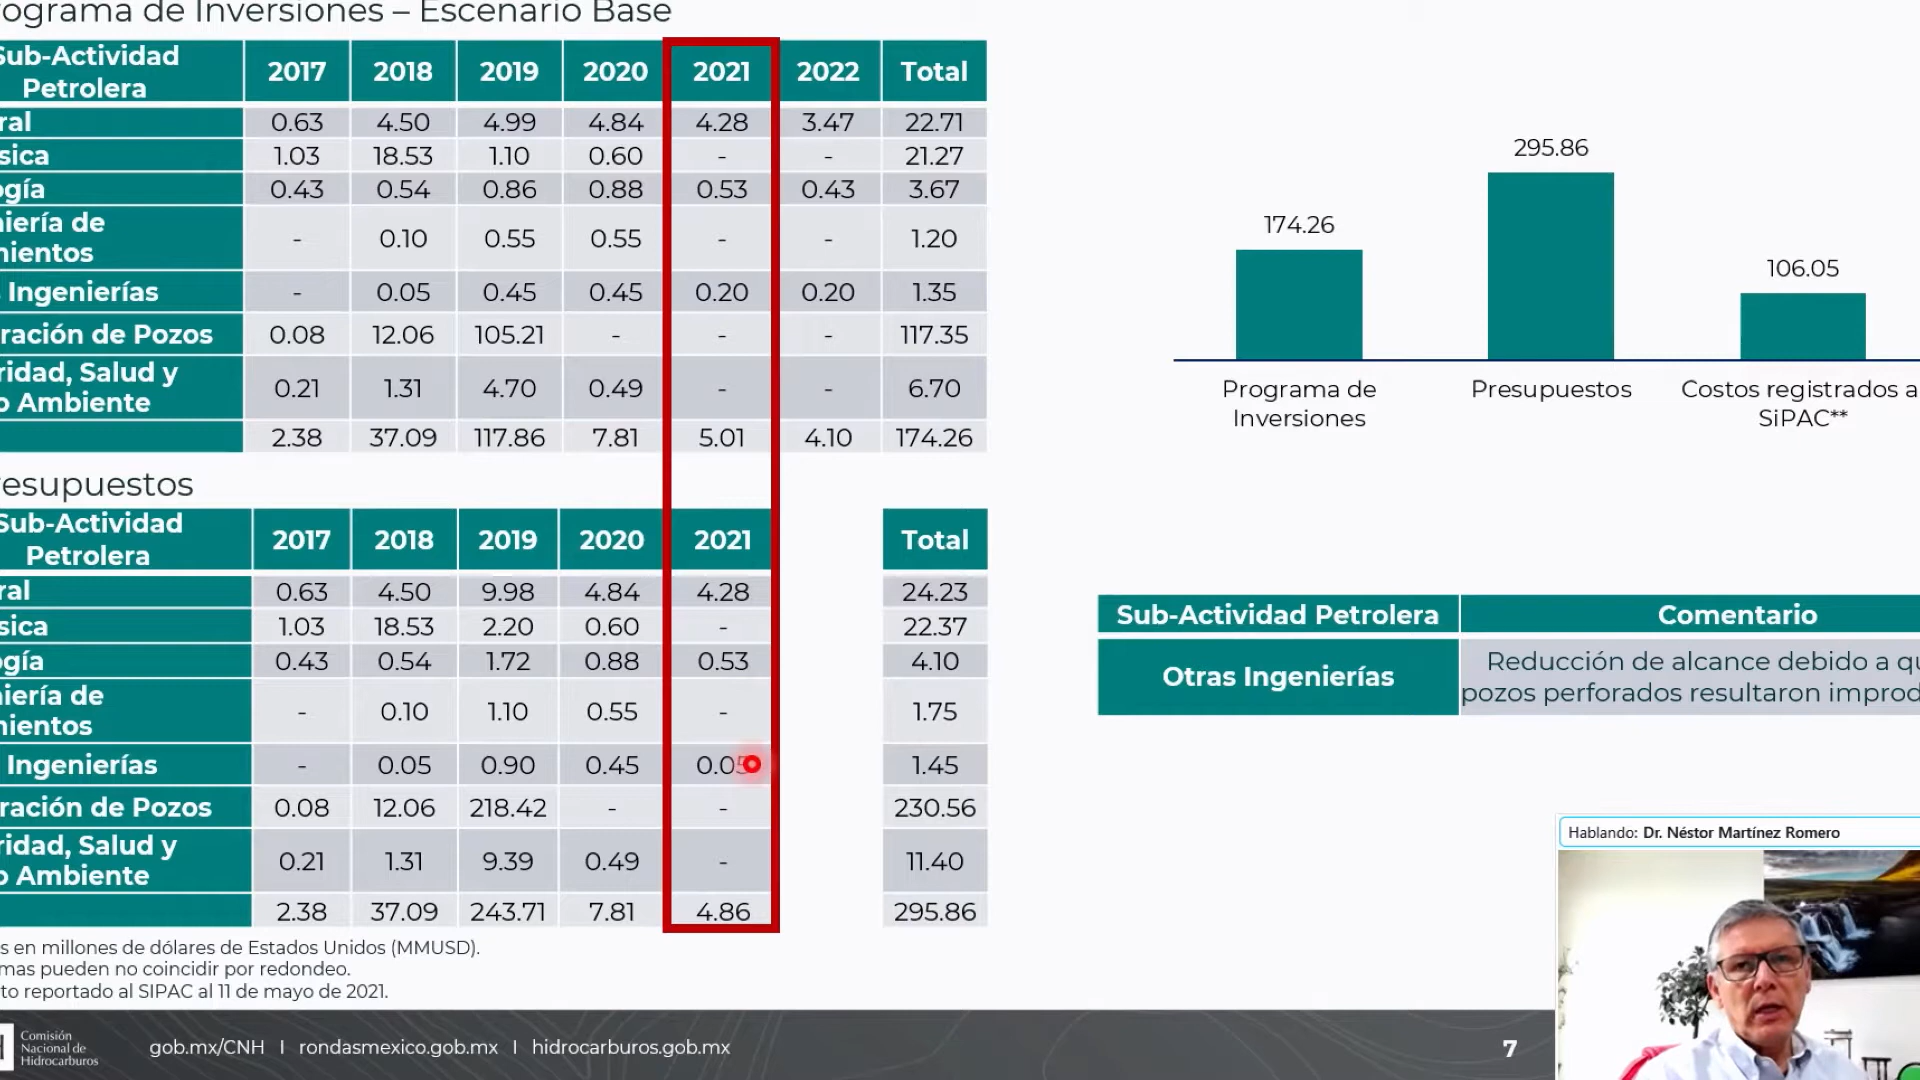 ograma de Inversiones – Escenario Base
Sub-Actividad Petrolera 2017 2018 2019 2020 2021 2022 Total
ral 0.63 4.50 4.99 4.84 4.28 3.47 22.71
sica 1.03 18.53 1.10 0.60 - - 21.27
ogía 0.43 0.54 0.86 0.88 0.53 0.43 3.67
niería de mientos - 0.10 0.55 0.55 - - 1.20
Ingenierías - 0.05 0.45 0.45 0.20 0.20 1.35
ración de Pozos 0.08 12.06 105.21 - - - 117.35
ridad, Salud y o Ambiente 0.21 1.31 4.70 0.49 - - 6.70
2.38 37.09 117.86 7.81 5.01 4.10 174.26
esupuestos
Sub-Actividad Petrolera 2017 2018 2019 2020 2021 Total
ral 0.63 4.50 9.98 4.84 4.28 24.23
sica 1.03 18.53 2.20 0.60 - 22.37
ogía 0.43 0.54 1.72 0.88 0.53 4.10
niería de mientos - 0.10 1.10 0.55 - 1.75
Ingenierías - 0.05 0.90 0.45 0.05 1.45
ración de Pozos 0.08 12.06 218.42 - - 230.56
ridad, Salud y o Ambiente 0.21 1.31 9.39 0.49 - 11.40
2.38 37.09 243.71 7.81 4.86 295.86
s en millones de dólares de Estados Unidos (MMUSD).
mas pueden no coincidir por redondeo.
to reportado al SIPAC al 11 de mayo de 2021.
174.26
295.86
106.05
Programa de Inversiones
Presupuestos
Costos registrados a
SiPAC**
Sub-Actividad Petrolera Comentario
Otras Ingenierías
Reducción de alcance debido a qu
pozos perforados resultaron improd
Hablando: Dr. Néstor Martínez Romero
Comisión
Nacional de
Hidrocarburos
gob.mx/CNH I rondasmexico.gob.mx I hidrocarburos.gob.mx
7